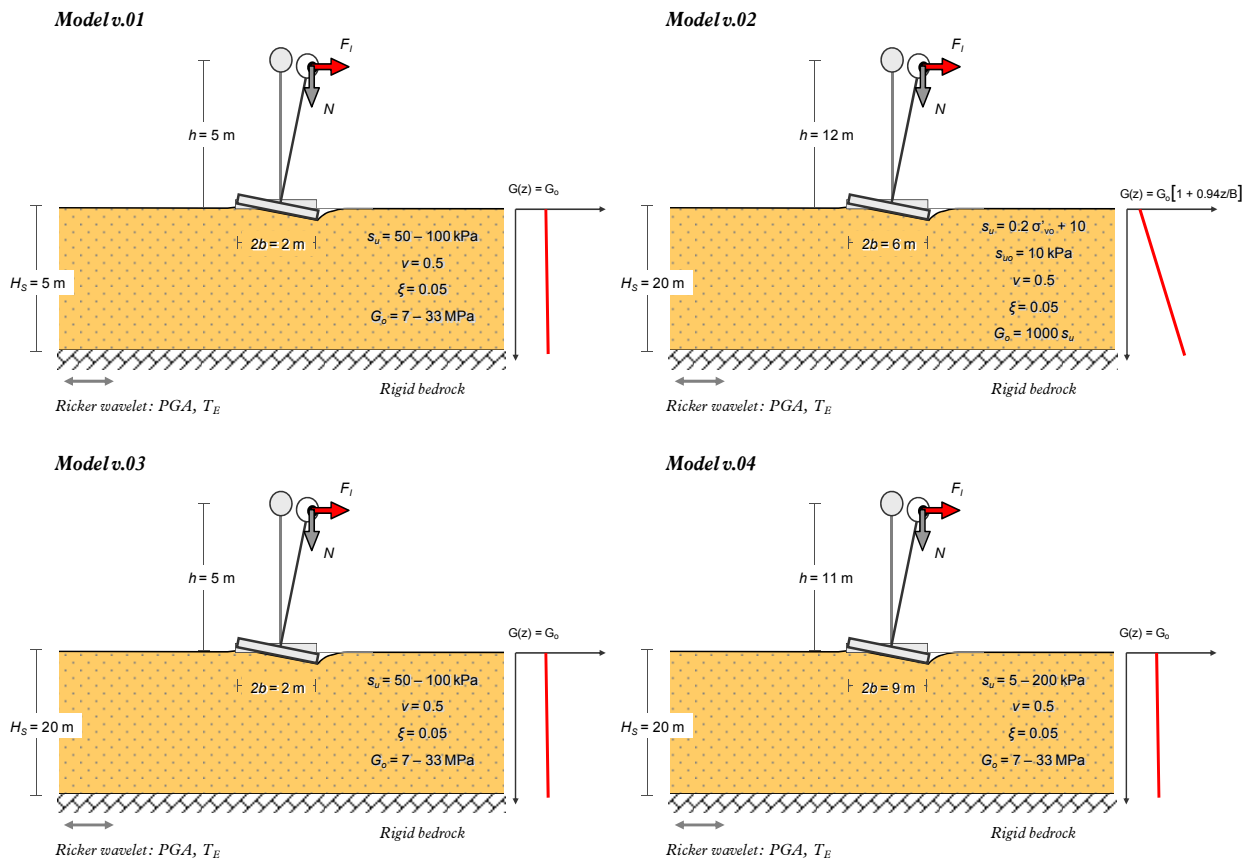 Model v.01
F_I
N
h = 5 m
G(z) = G_o
s_u = 50 – 100 kPa
2b = 2 m
v = 0.5
H_S = 5 m
ξ = 0.05
G_o = 7 – 33 MPa
Rigid bedrock
Ricker wavelet: PGA, T_E
Model v.02
F_I
N
h = 12 m
G(z) = G_o[1 + 0.94z/B]
s_u = 0.2 σ'_vo + 10
2b = 6 m
s_uo = 10 kPa
v = 0.5
H_S = 20 m
ξ = 0.05
G_o = 1000 s_u
Rigid bedrock
Ricker wavelet: PGA, T_E
Model v.03
F_I
N
h = 5 m
G(z) = G_o
s_u = 50 – 100 kPa
2b = 2 m
v = 0.5
H_S = 20 m
ξ = 0.05
G_o = 7 – 33 MPa
Rigid bedrock
Ricker wavelet: PGA, T_E
Model v.04
F_I
N
h = 11 m
G(z) = G_o
s_u = 5 – 200 kPa
2b = 9 m
v = 0.5
H_S = 20 m
ξ = 0.05
G_o = 7 – 33 MPa
Rigid bedrock
Ricker wavelet: PGA, T_E